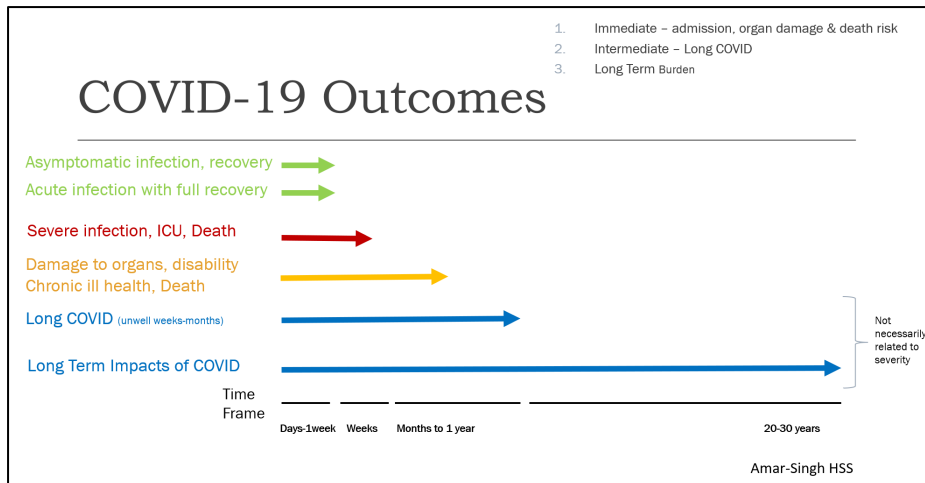 1. Immediate – admission, organ damage & death risk
2. Intermediate – Long COVID
3. Long Term Burden
COVID-19 Outcomes
Asymptomatic infection, recovery
Acute infection with full recovery
Severe infection, ICU, Death
Damage to organs, disability
Chronic ill health, Death
Long COVID (unwell weeks-months)
Not
necessarily
related to
severity
Long Term Impacts of COVID
Time
Frame
Days-1week Weeks Months to 1 year 20-30 years
Amar-Singh HSS